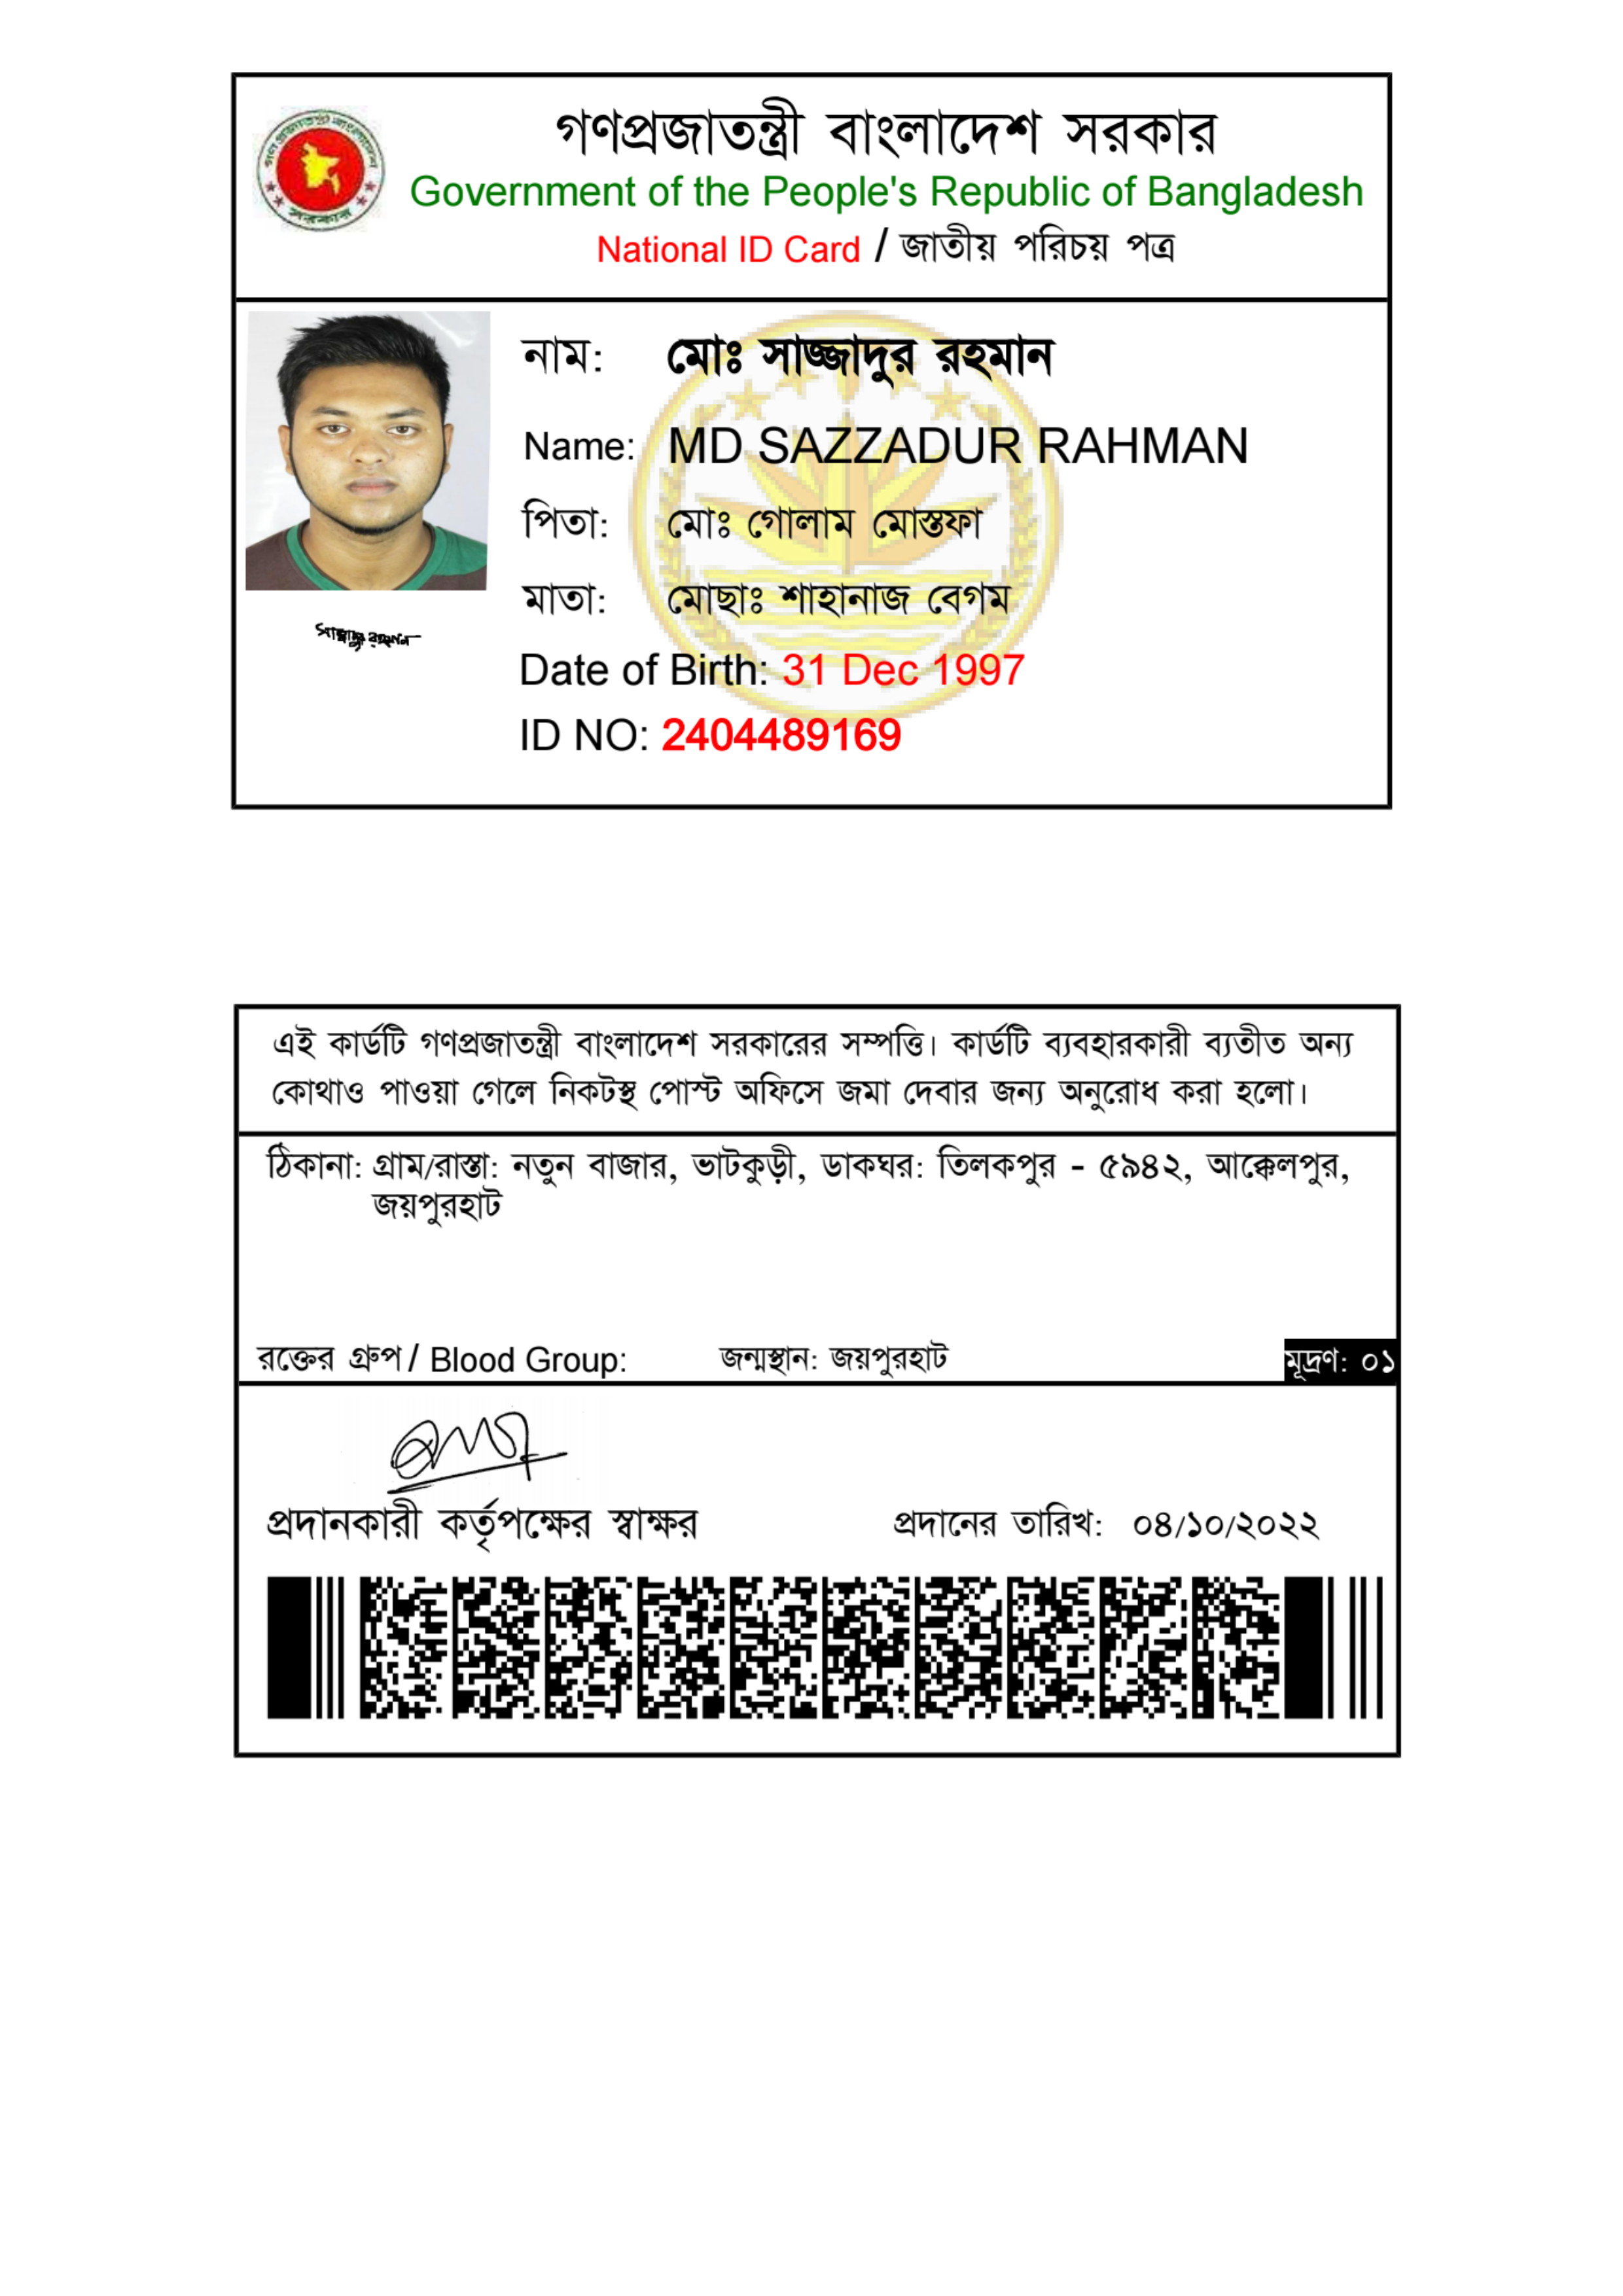 গণপ্রজাতন্ত্রী বাংলাদেশ সরকার
Government of the People's Republic of Bangladesh
National ID Card / জাতীয় পরিচয় পত্র
গণপ্রজাতন্ত্রী বাংলাদেশ
সরকার
নাম: মোঃ সাজ্জাদুর রহমান
Name: MD SAZZADUR RAHMAN
পিতা: মোঃ গোলাম মোস্তফা
মাতা: মোছাঃ শাহানাজ বেগম
সাজ্জাদুর রহমান
Date of Birth: 31 Dec 1997
ID NO: 2404489169
এই কার্ডটি গণপ্রজাতন্ত্রী বাংলাদেশ সরকারের সম্পত্তি। কার্ডটি ব্যবহারকারী ব্যতীত অন্য
কোথাও পাওয়া গেলে নিকটস্থ পোস্ট অফিসে জমা দেবার জন্য অনুরোধ করা হলো।
ঠিকানা: গ্রাম/রাস্তা: নতুন বাজার, ভাটকুড়ী, ডাকঘর: তিলকপুর - ৫৯৪২, আক্কেলপুর,
জয়পুরহাট
রক্তের গ্রুপ / Blood Group: জন্মস্থান: জয়পুরহাট মূদ্রণ: ০১
প্রদানকারী কর্তৃপক্ষের স্বাক্ষর প্রদানের তারিখ: ০৪/১০/২০২২